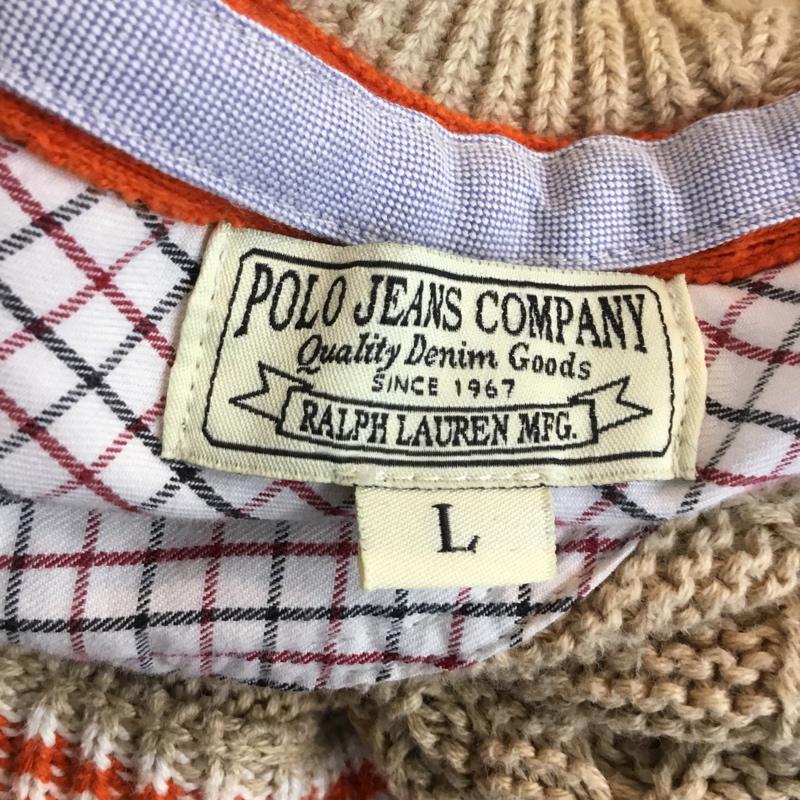 POLO JEANS COMPANY
Quality Denim Goods
SINCE 1967
RALPH LAUREN MFG.
L